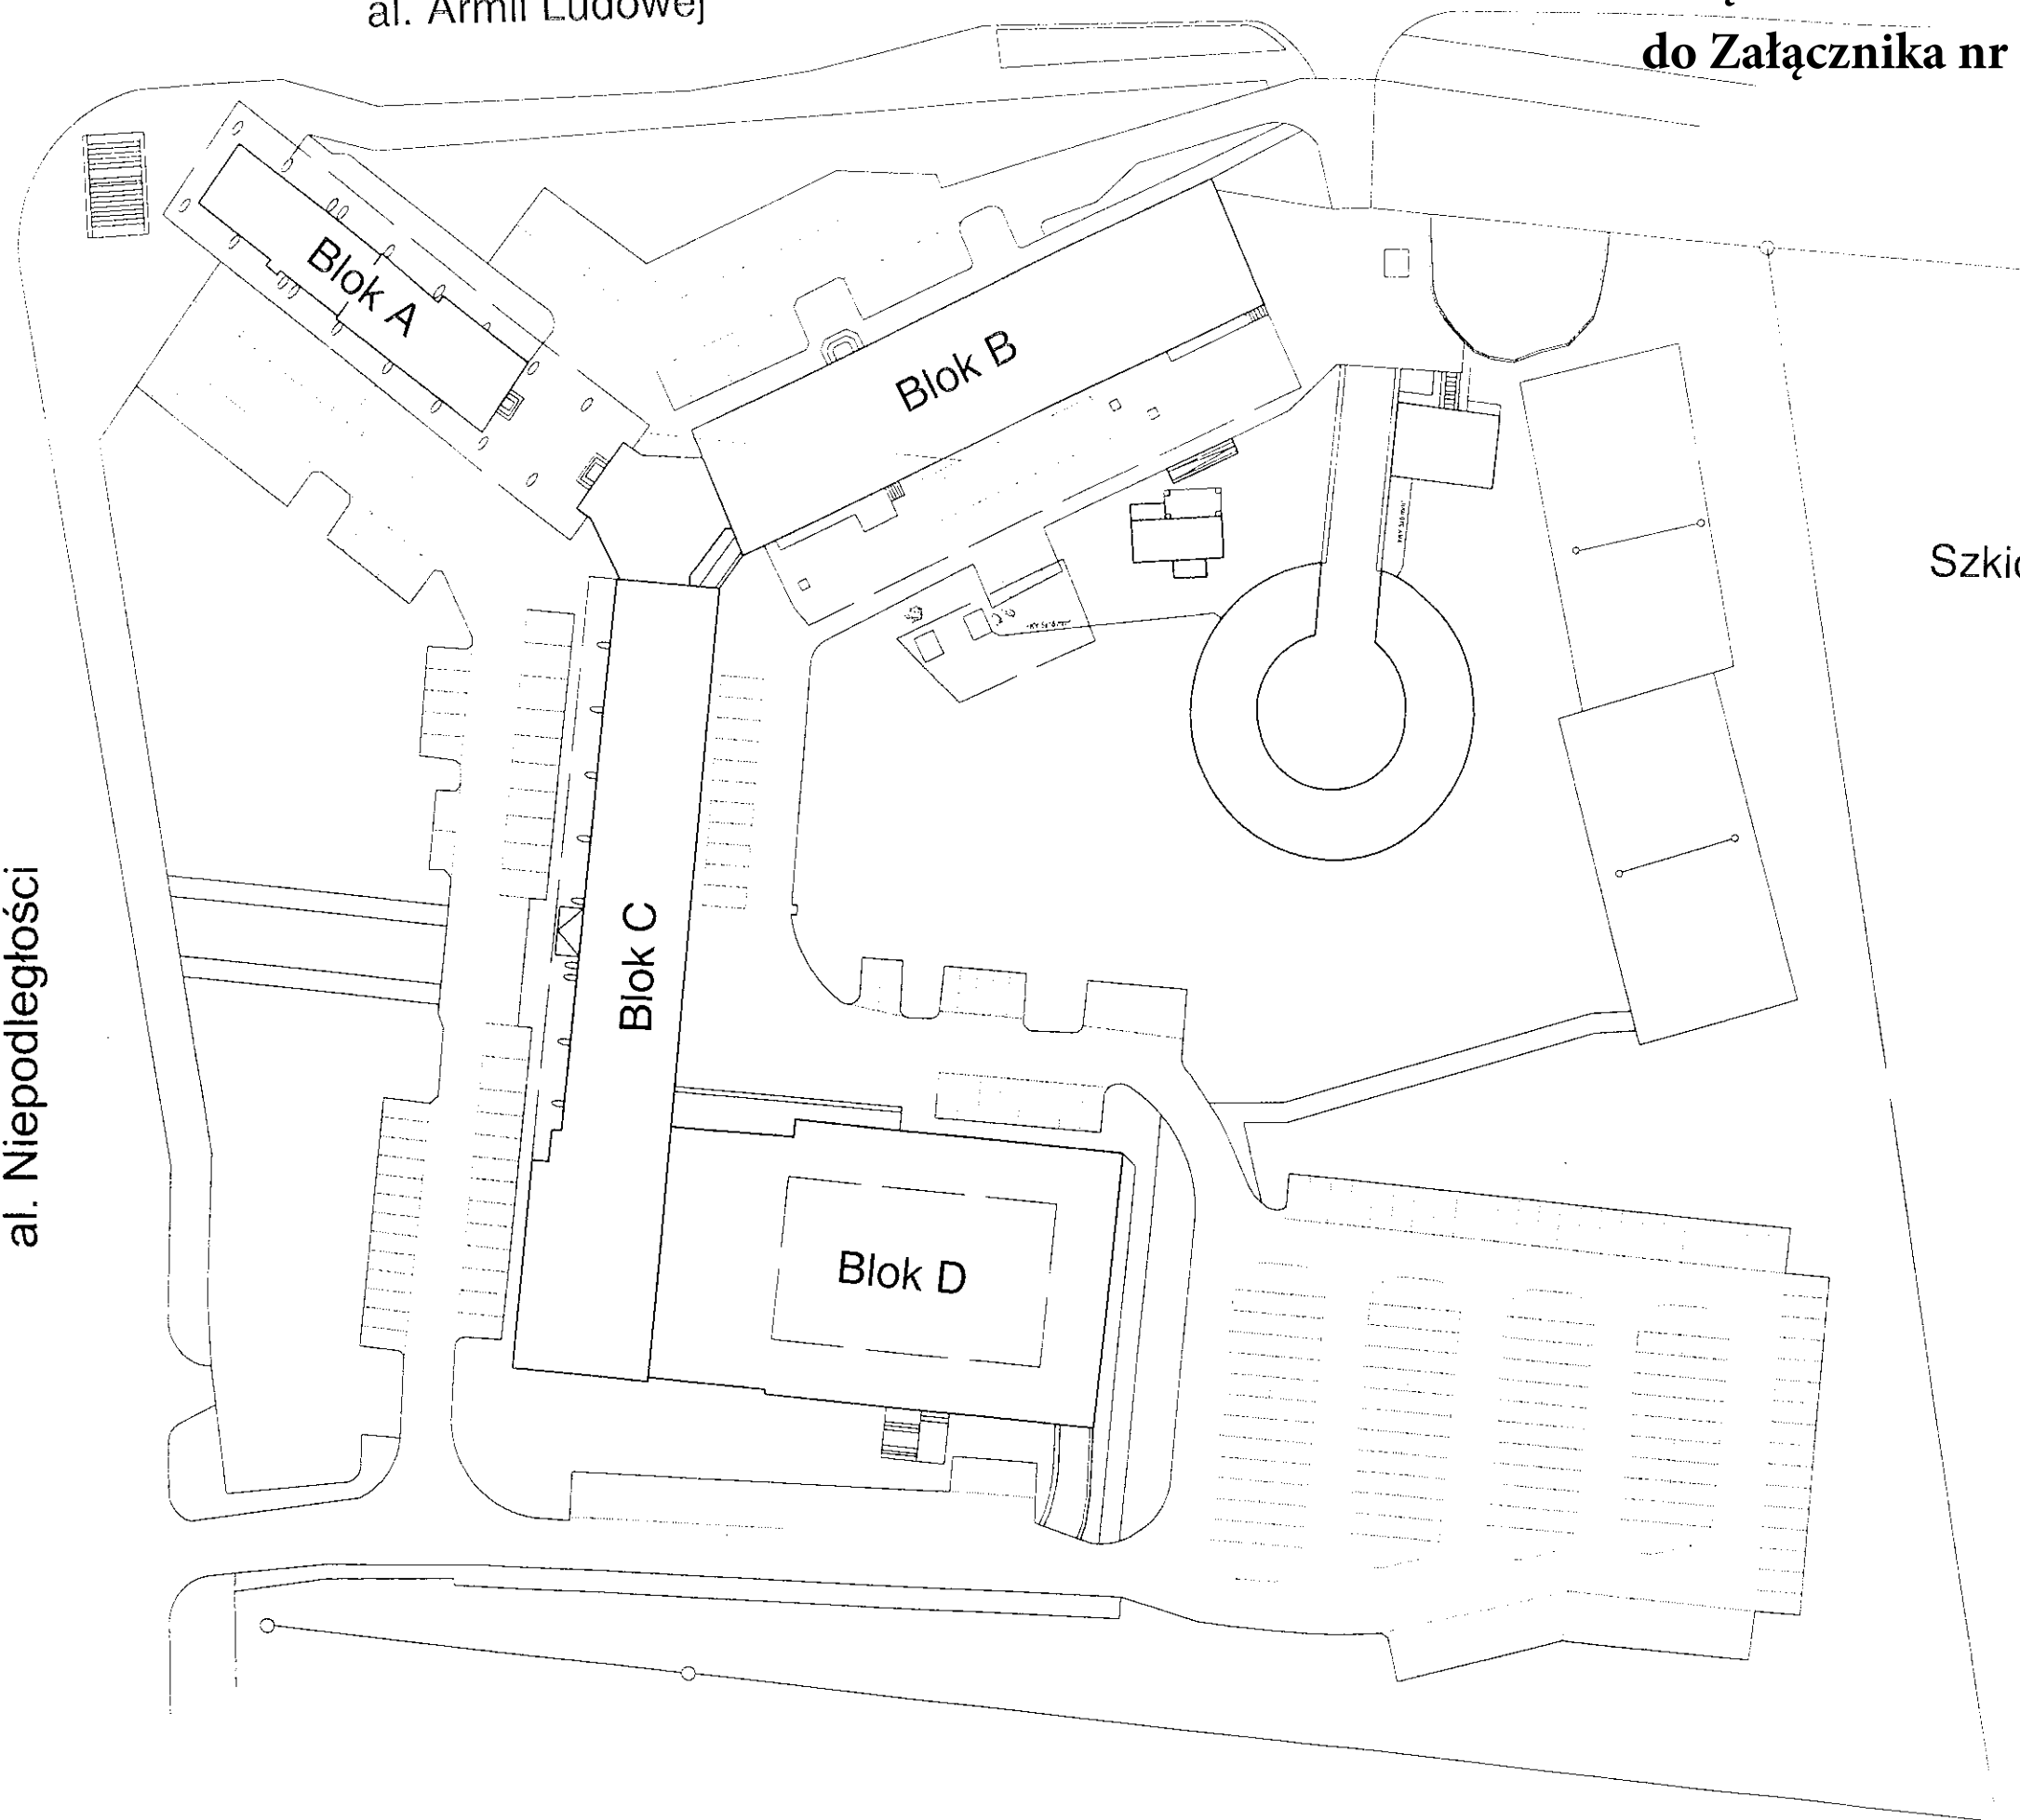 al. Armii Ludowej
do Załącznika nr
Blok A
Blok B
Szkic
Blok C
al. Niepodległości
Blok D